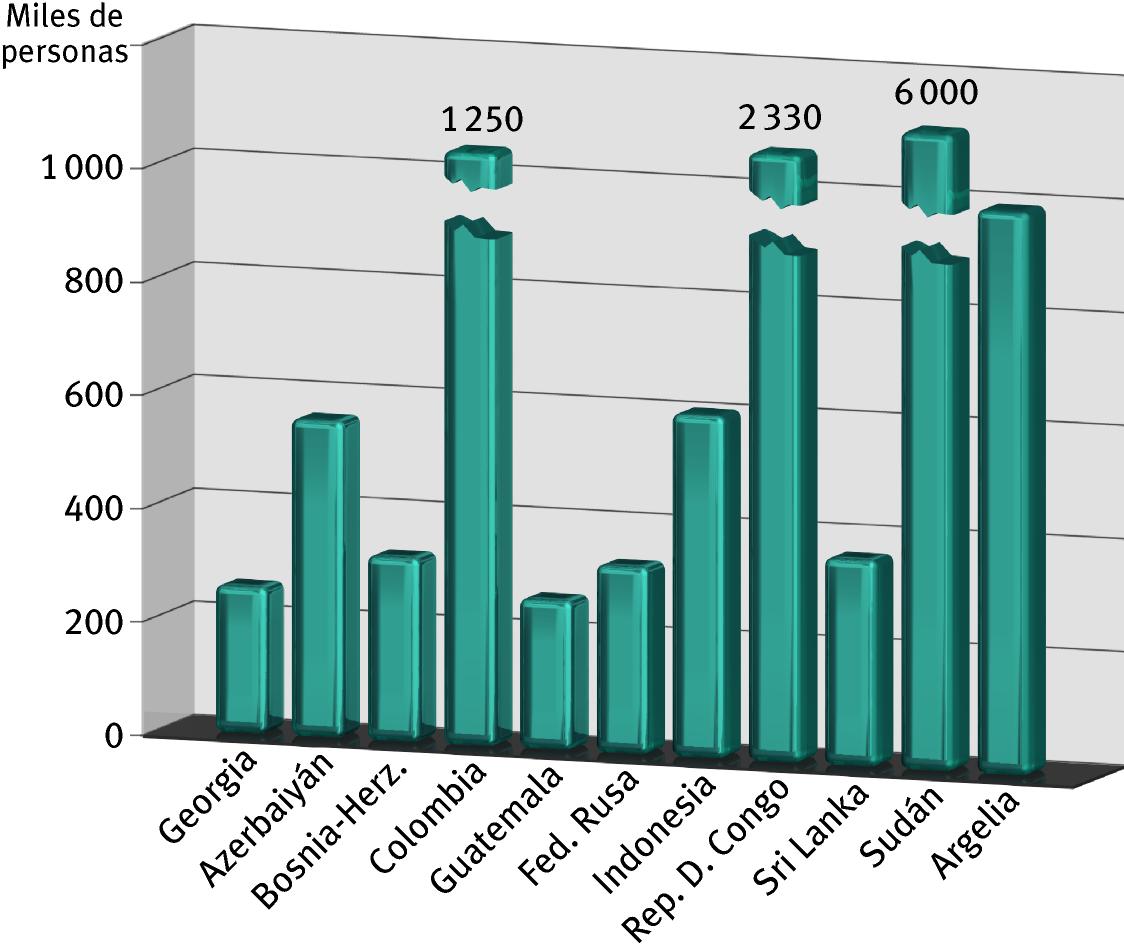 Miles de
personas
1 250
2 330
6 000
1 000
800
600
400
200
0
Georgia
Azerbaiyán
Bosnia-Herz.
Colombia
Guatemala
Fed. Rusa
Indonesia
Rep. D. Congo
Sri Lanka
Sudán
Argelia